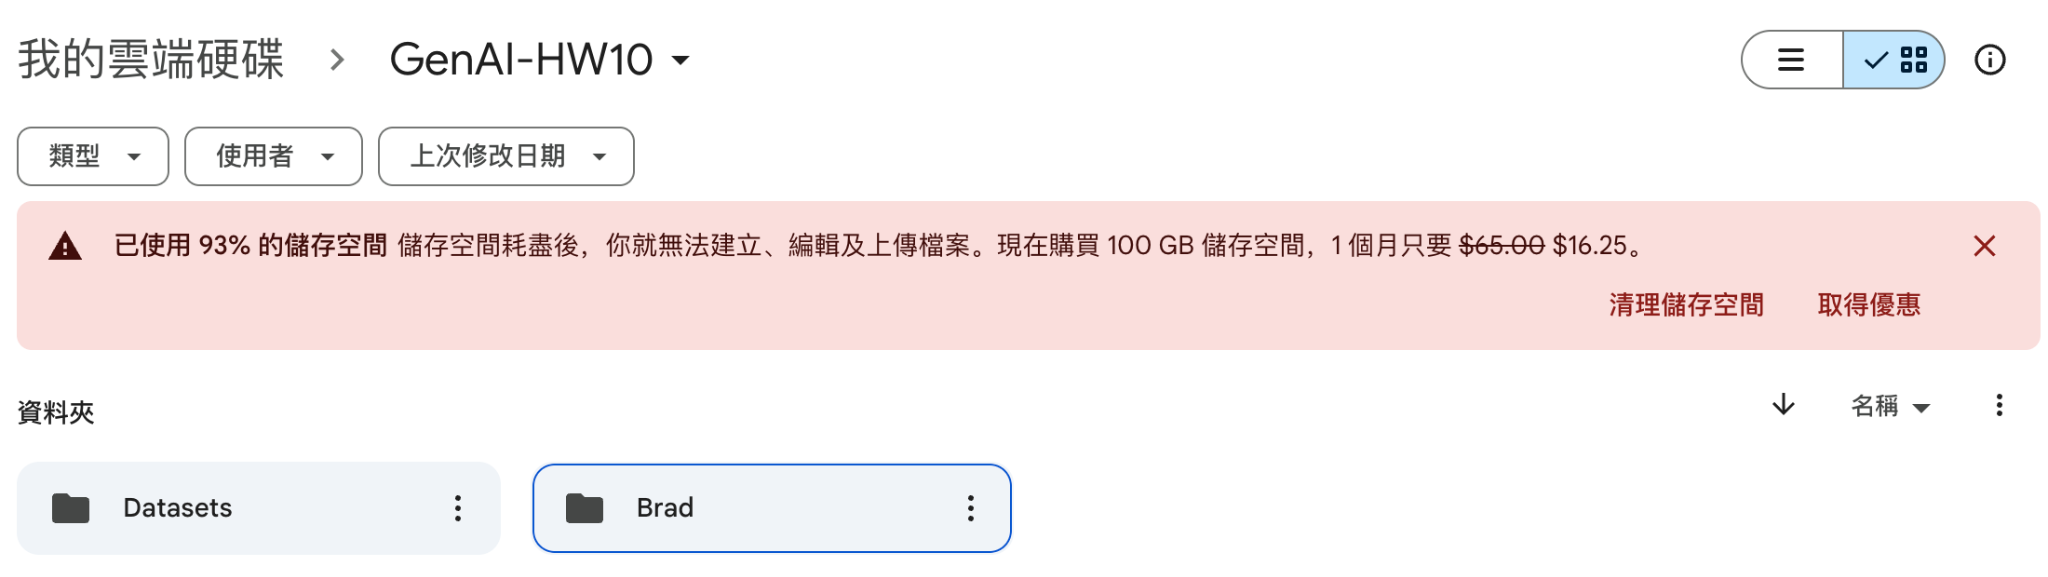 我的雲端硬碟 > GenAI-HW10
類型 使用者 上次修改日期
已使用 93% 的儲存空間 儲存空間耗盡後，你就無法建立、編輯及上傳檔案。現在購買 100 GB 儲存空間，1 個月只要 $65.00 $16.25。
清理儲存空間 取得優惠
資料夾 名稱
Datasets Brad